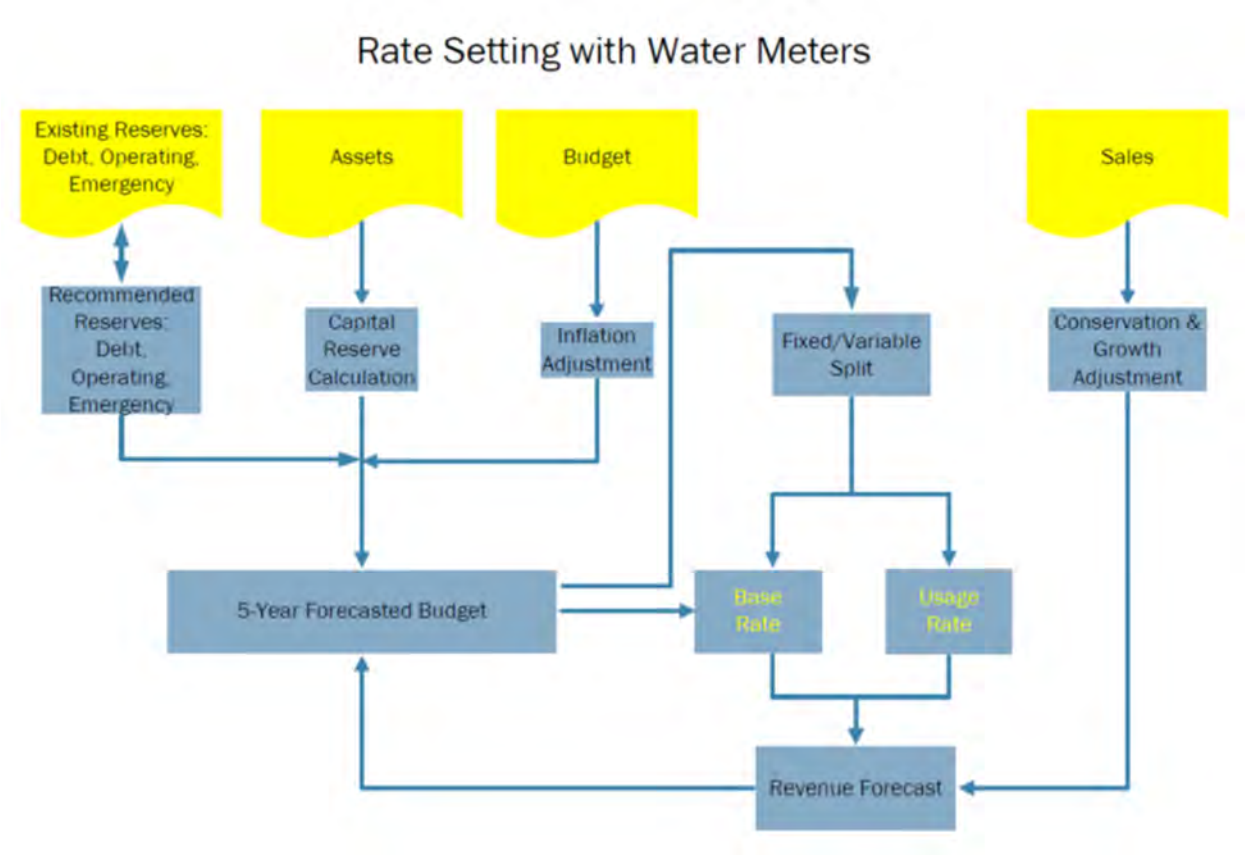 Rate Setting with Water Meters
Existing Reserves:
Debt, Operating,
Emergency
Assets
Budget
Sales
Recommended
Reserves:
Debt,
Operating,
Emergency
Capital
Reserve
Calculation
Inflation
Adjustment
Fixed/Variable
Split
Conservation &
Growth
Adjustment
5-Year Forecasted Budget
Base
Rate
Usage
Rate
Revenue Forecast